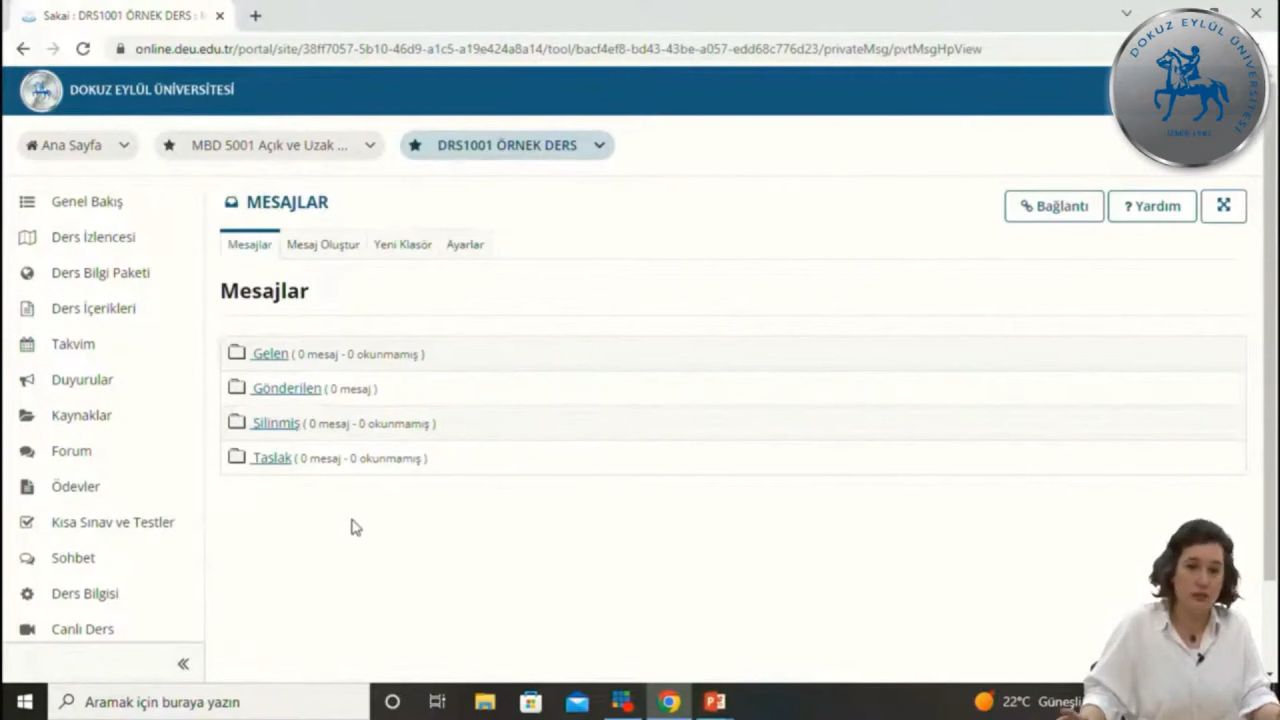 Sakai : DRS1001 ÖRNEK DERS :
online.deu.edu.tr/portal/site/38ff7057-5b10-46d9-a1c5-a19e424a8a14/tool/bacf4ef8-bd43-43be-a057-edd68c776d23/privateMsg/pvtMsgHpView
DOKUZ EYLÜL ÜNİVERSİTESİ
DOKUZ EYLÜL ÜNİVERSİTESİ
İZMİR-1982
Ana Sayfa
MBD 5001 Açık ve Uzak ...
DRS1001 ÖRNEK DERS
Genel Bakış
Ders İzlencesi
Ders Bilgi Paketi
Ders İçerikleri
Takvim
Duyurular
Kaynaklar
Forum
Ödevler
Kısa Sınav ve Testler
Sohbet
Ders Bilgisi
Canlı Ders
MESAJLAR
Bağlantı
? Yardım
Mesajlar
Mesaj Oluştur
Yeni Klasör
Ayarlar
Mesajlar
Gelen ( 0 mesaj - 0 okunmamış )
Gönderilen ( 0 mesaj )
Silinmiş ( 0 mesaj - 0 okunmamış )
Taslak ( 0 mesaj - 0 okunmamış )
Aramak için buraya yazın
22°C Güneşli